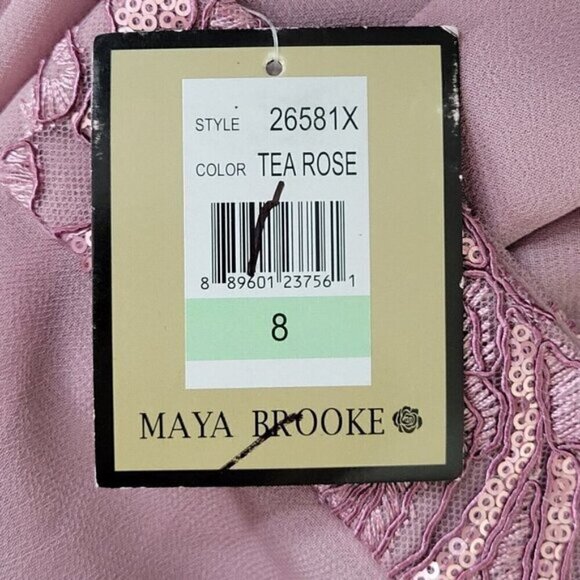 STYLE 26581X
COLOR TEA ROSE
8 89601 23756 1
8
MAYA BROOKE